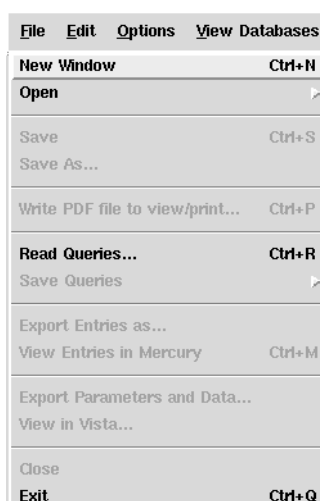 File Edit Options View Databases
New Window Ctrl+N
Open
Save Ctrl+S
Save As...
Write PDF file to view/print... Ctrl+P
Read Queries... Ctrl+R
Save Queries
Export Entries as...
View Entries in Mercury Ctrl+M
Export Parameters and Data...
View in Vista...
Close
Exit Ctrl+Q